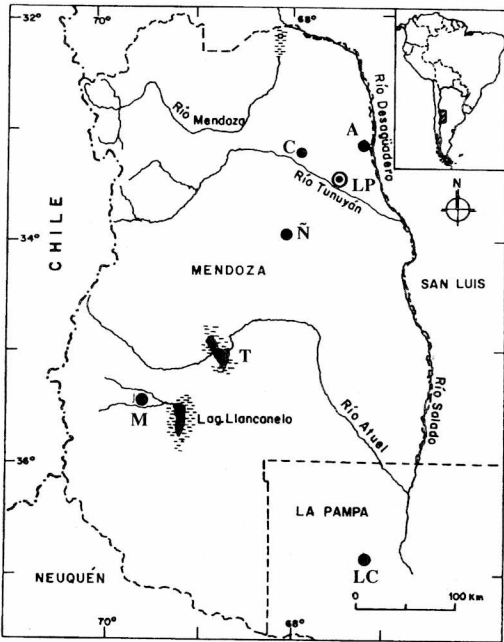 70°
68°
32°
Río Mendoza
Río Desagüadero
A
C
LP
Río Tunuyán
N
CHILE
34°
Ñ
MENDOZA
SAN LUIS
T
M
Lag. Llancanelo
Río Atuel
Río Salado
36°
LA PAMPA
NEUQUÉN
LC
0 100 Km
70°
68°